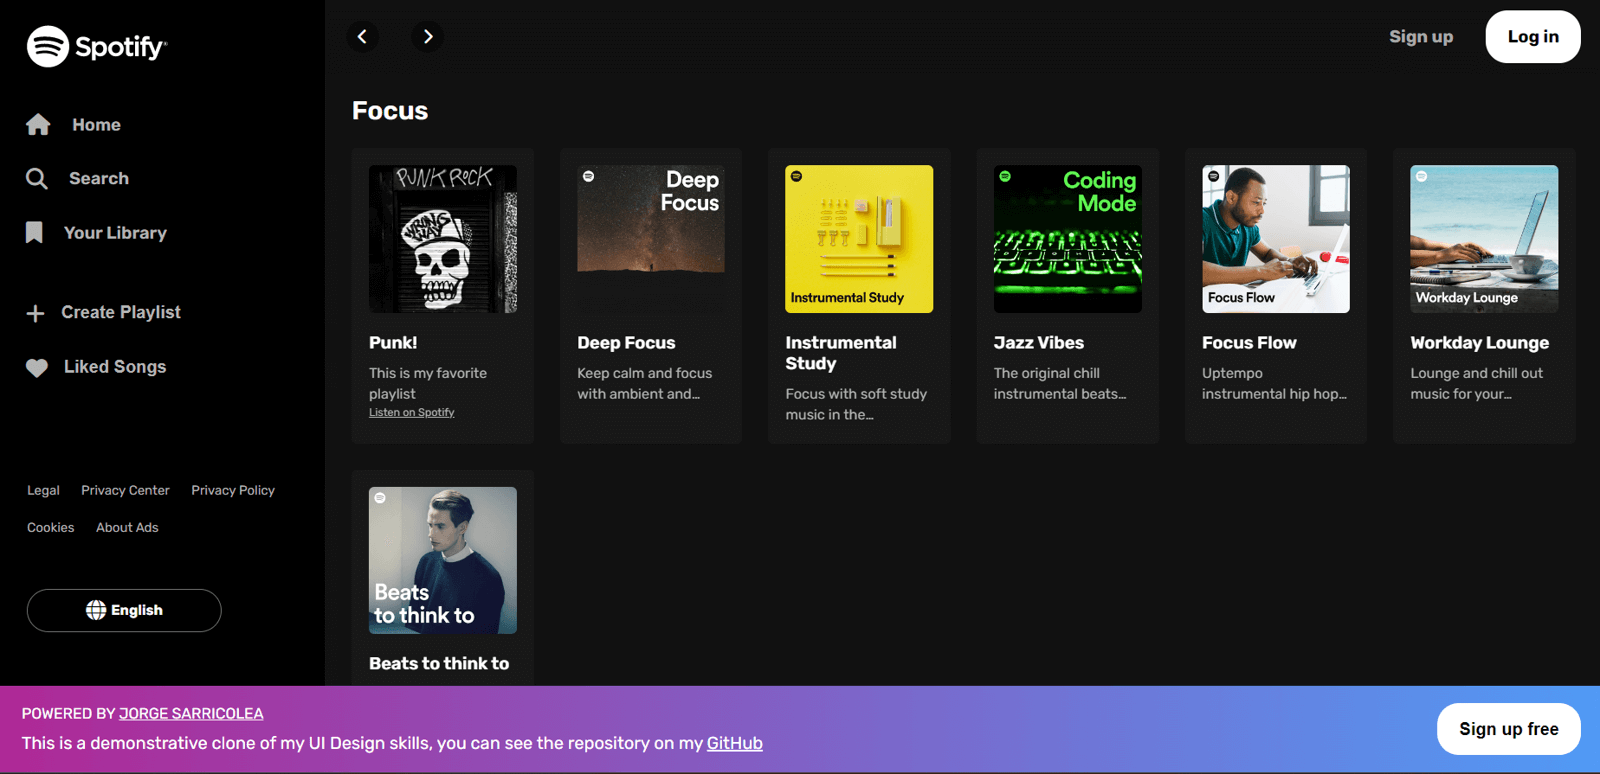 Spotify
Sign up
Log in
Home
Search
Your Library
Create Playlist
Liked Songs
Legal
Privacy Center
Privacy Policy
Cookies
About Ads
English
Focus
PUNK ROCK
Punk!
This is my favorite
playlist
Listen on Spotify
Deep
Focus
Deep Focus
Keep calm and focus
with ambient and...
Instrumental Study
Instrumental
Study
Focus with soft study
music in the...
Coding
Mode
Jazz Vibes
The original chill
instrumental beats...
Focus Flow
Focus Flow
Uptempo
instrumental hip hop...
Workday Lounge
Workday Lounge
Lounge and chill out
music for your...
Beats
to think to
Beats to think to
POWERED BY JORGE SARRICOLEA
This is a demonstrative clone of my UI Design skills, you can see the repository on my GitHub
Sign up free